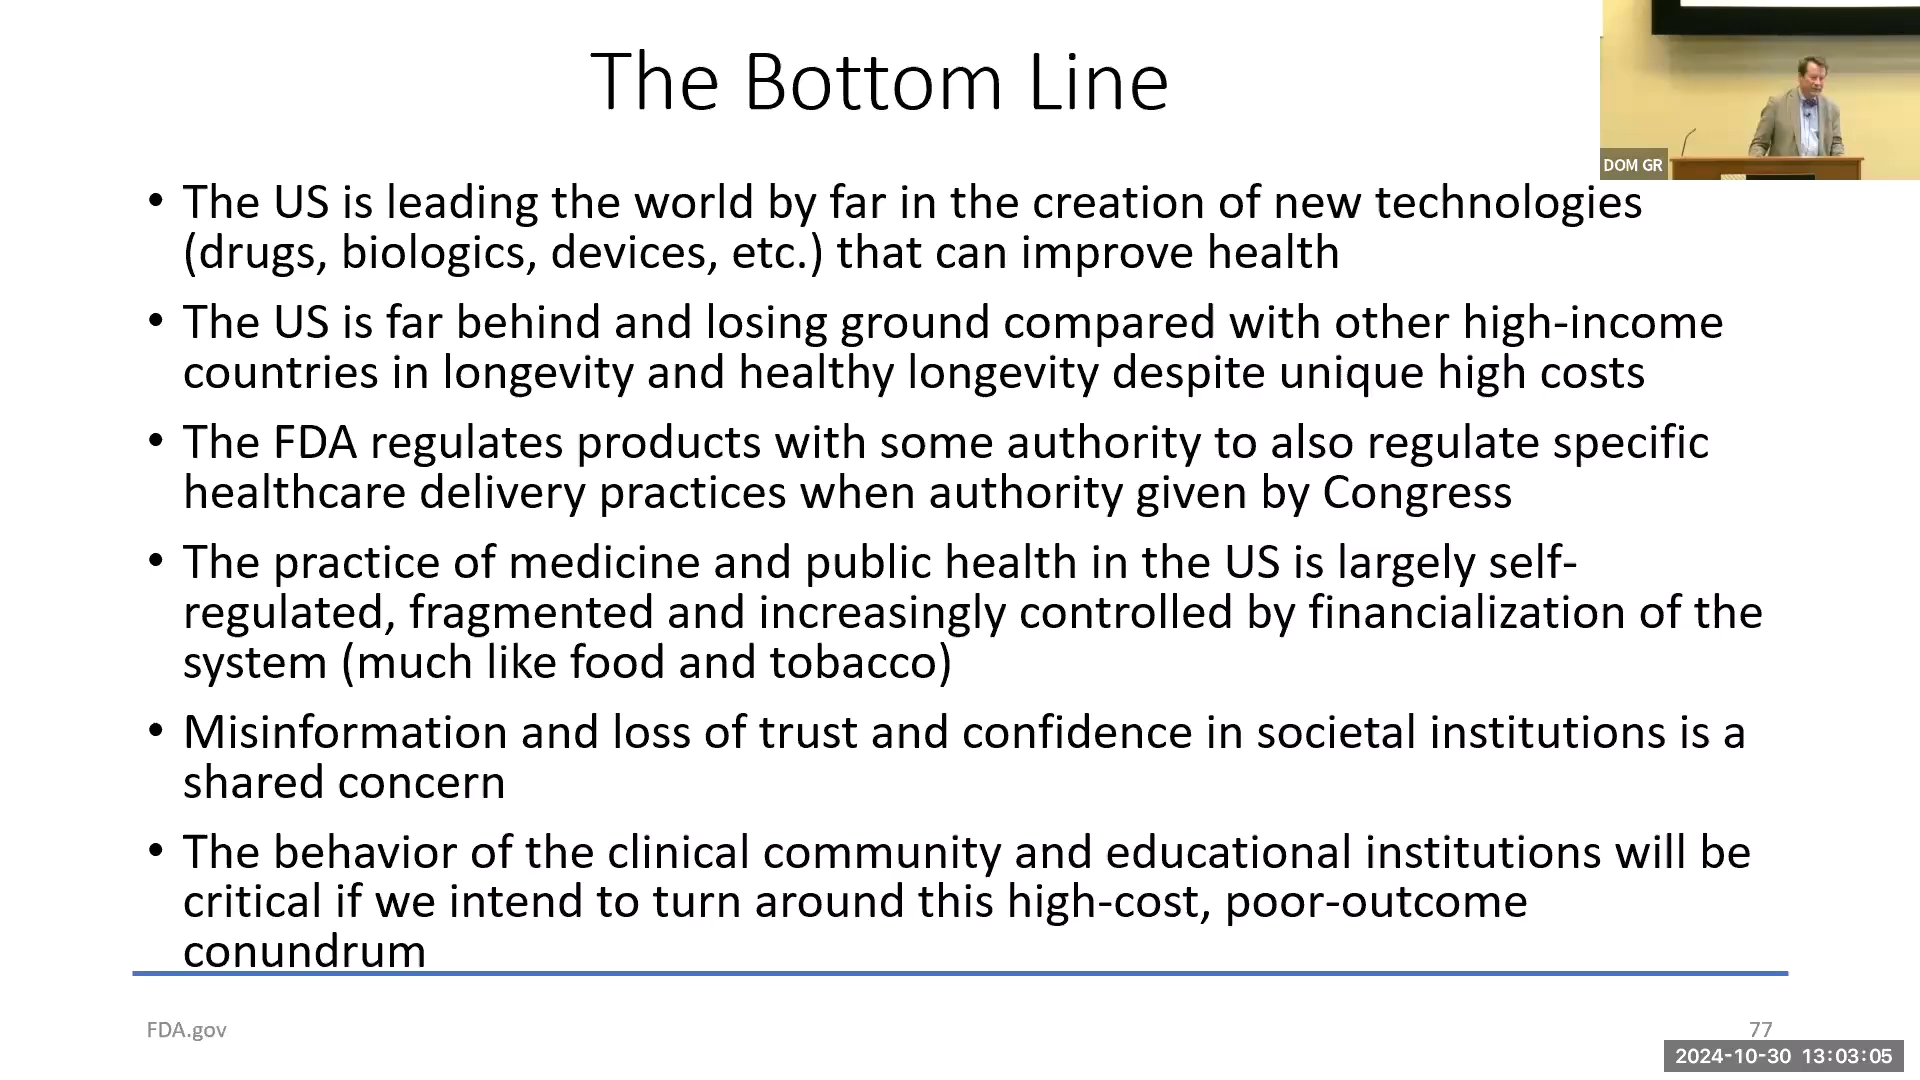 The Bottom Line
DOM GR
• The US is leading the world by far in the creation of new technologies
(drugs, biologics, devices, etc.) that can improve health
• The US is far behind and losing ground compared with other high-income
countries in longevity and healthy longevity despite unique high costs
• The FDA regulates products with some authority to also regulate specific
healthcare delivery practices when authority given by Congress
• The practice of medicine and public health in the US is largely self-
regulated, fragmented and increasingly controlled by financialization of the
system (much like food and tobacco)
• Misinformation and loss of trust and confidence in societal institutions is a
shared concern
• The behavior of the clinical community and educational institutions will be
critical if we intend to turn around this high-cost, poor-outcome
conundrum
FDA.gov
77
2024-10-30 13:03:05